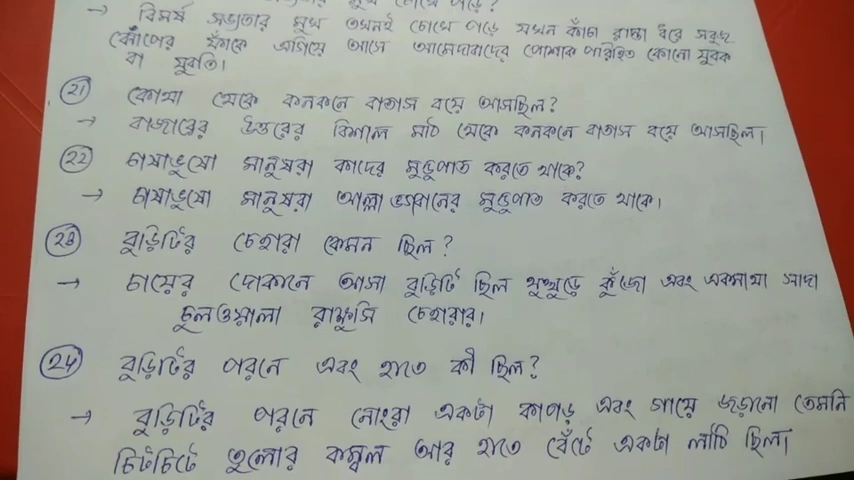 মুখ চোখে পড়ে?
→ বিমর্ষ সভ্যতার মুখ তখনই চোখে পড়ে যখন কাঁচা রাস্তা ধরে সবুজ
ঝোঁপের ফাঁকে এগিয়ে আসে আমেদাবাদের পোশাক পরিহিত কোনো যুবক
বা যুবতি।
(21) কোথা থেকে কনকনে বাতাস বয়ে আসছিল?
→ বাজারের উত্তরের বিশাল মাঠ থেকে কনকনে বাতাস বয়ে আসছিল।
(22) চাষাভুষো মানুষরা কাদের মুন্ডুপাত করতে থাকে?
→ চাষাভুষো মানুষরা আল্লা ভগবানের মুন্ডুপাত করতে থাকে।
(23) বুড়িটির চেহারা কেমন ছিল?
→ চায়ের দোকানে আসা বুড়িটি ছিল থুত্থুড়ে কুঁজো এবং একমাথা সাদা
চুলওয়ালা রাক্ষুসি চেহারার।
(24) বুড়িটির পরনে এবং হাতে কী ছিল?
→ বুড়িটির পরনে নোংরা একটা কাপড় এবং গায়ে জড়ানো তেমনি
চিটচিটে তুলোর কম্বল আর হাতে বেঁটে একটা লাঠি ছিল।